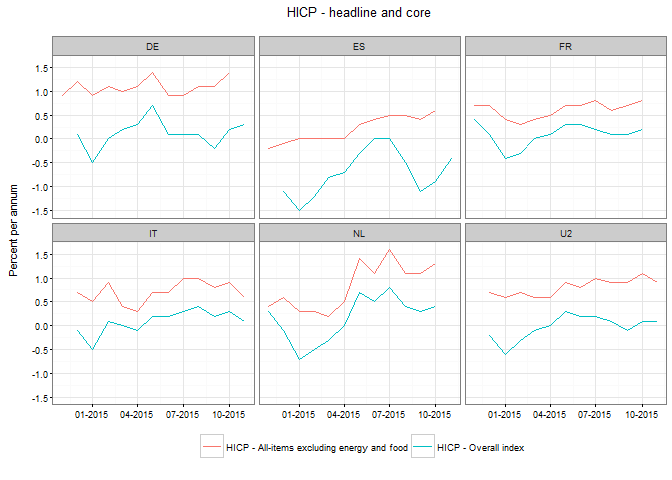 HICP - headline and core
DE ES FR
1.5
1.0
0.5
0.0
-0.5
-1.0
-1.5
Percent per annum
IT NL U2
1.5
1.0
0.5
0.0
-0.5
-1.0
-1.5
01-2015 04-2015 07-2015 10-2015 01-2015 04-2015 07-2015 10-2015 01-2015 04-2015 07-2015 10-2015
HICP - All-items excluding energy and food HICP - Overall index